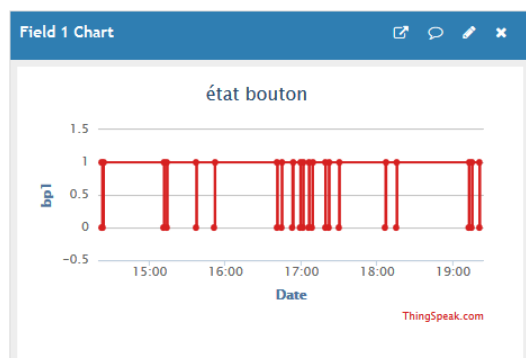 Field 1 Chart
état bouton
1.5
1
0.5
0
-0.5
bp1
15:00 16:00 17:00 18:00 19:00
Date
ThingSpeak.com